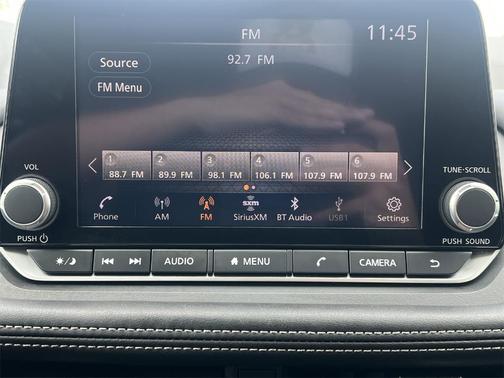 FM
11:45
Source
92.7 FM
FM Menu
1 2 3 4 5 6
88.7 FM 89.9 FM 98.1 FM 106.1 FM 107.9 FM 107.9 FM
VOL
TUNE·SCROLL
sxm
Phone AM FM SiriusXM BT Audio USB1 Settings
PUSH
PUSH SOUND
AUDIO MENU CAMERA